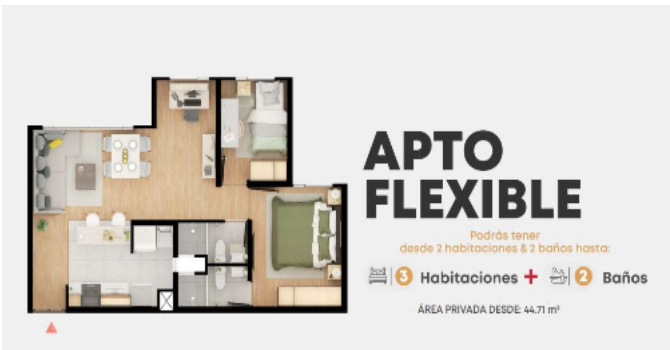 APTO
FLEXIBLE
Podrás tener
desde 2 habitaciones & 2 baños hasta:
3 Habitaciones + 2 Baños
ÁREA PRIVADA DESDE: 44.71 m²